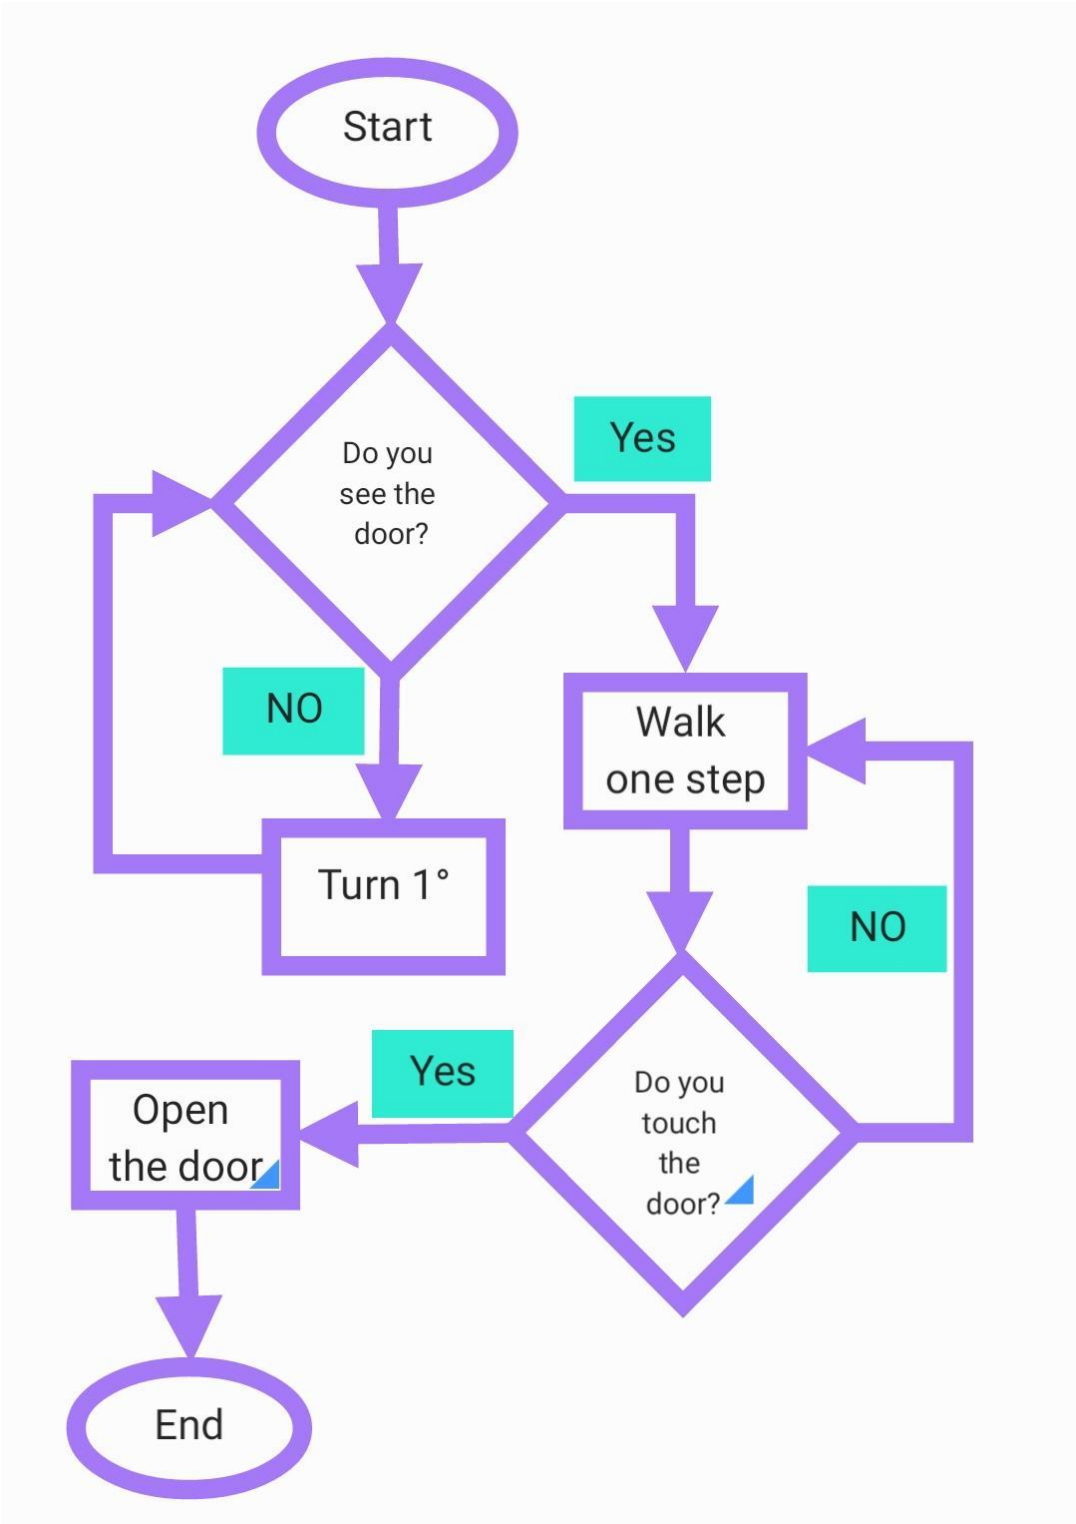 Start
Do you
see the
door?
Yes
NO
Walk
one step
Turn 1°
NO
Yes
Open
the door
Do you
touch
the
door?
End